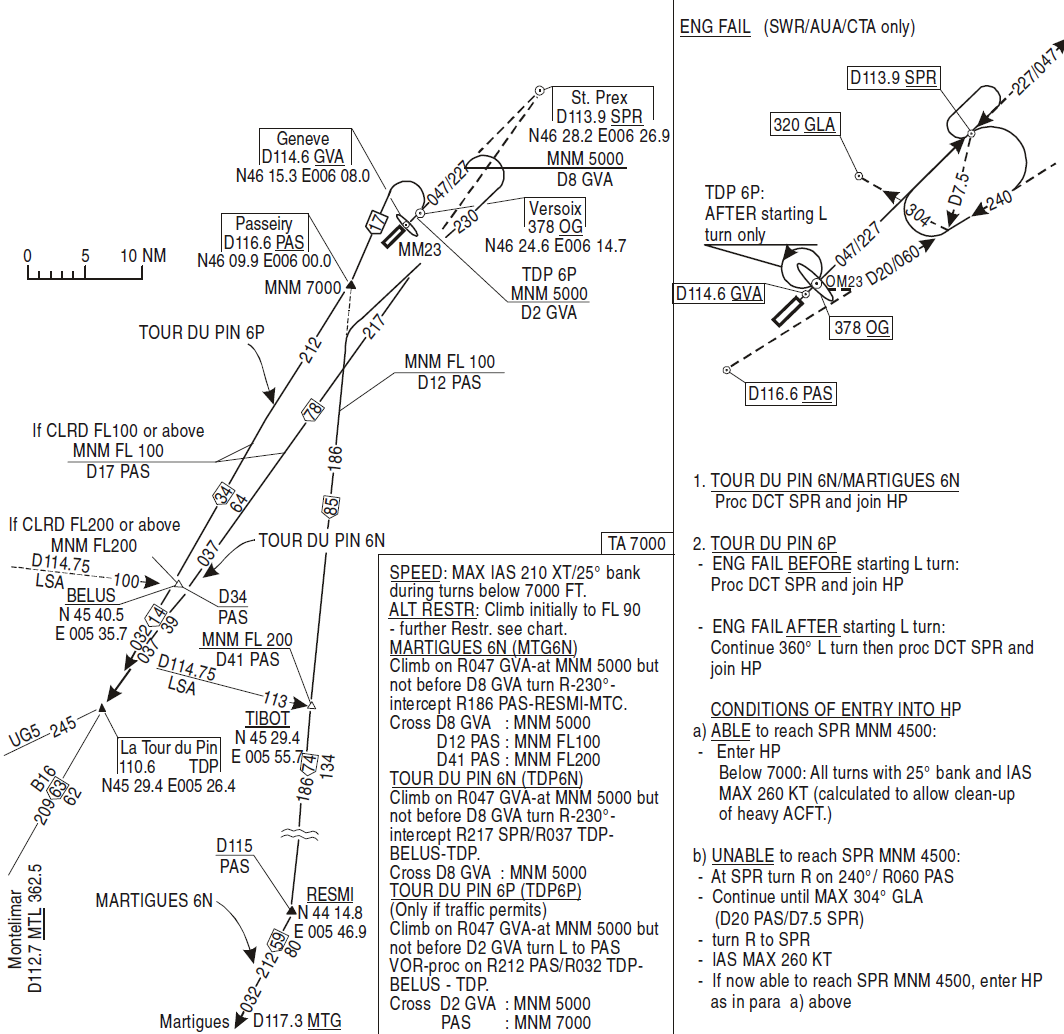 ENG FAIL (SWR/AUA/CTA only)
D113.9 SPR
227/047
320 GLA
TDP 6P:
AFTER starting L
turn only
D7.5
304
240
047/227
D20/060
OM23
D114.6 GVA
378 OG
D116.6 PAS
St. Prex
D113.9 SPR
N46 28.2 E006 26.9
MNM 5000
D8 GVA
Geneve
D114.6 GVA
N46 15.3 E006 08.0
047/227
230
Versoix
378 OG
N46 24.6 E006 14.7
Passeiry
D116.6 PAS
N46 09.9 E006 00.0
17
MM23
TDP 6P
MNM 5000
D2 GVA
0 5 10 NM
MNM 7000
TOUR DU PIN 6P
212
217
MNM FL 100
D12 PAS
78
If CLRD FL100 or above
MNM FL 100
D17 PAS
186
85
34
64
If CLRD FL200 or above
MNM FL200
037
TOUR DU PIN 6N
D114.75
LSA
100
BELUS
N 45 40.5
E 005 35.7
D34
PAS
14
39
032
037
MNM FL 200
D41 PAS
D114.75
LSA
113
TIBOT
N 45 29.4
E 005 55.7
UG5 245
La Tour du Pin
110.6 TDP
N45 29.4 E005 26.4
B16
63
62
209
74
134
186
D115
PAS
MARTIGUES 6N
RESMI
N 44 14.8
E 005 46.9
59
80
212
032
Montelimar
D112.7 MTL 362.5
Martigues D117.3 MTG
TA 7000
SPEED: MAX IAS 210 XT/25° bank
during turns below 7000 FT.
ALT RESTR: Climb initially to FL 90
- further Restr. see chart.
MARTIGUES 6N (MTG6N)
Climb on R047 GVA-at MNM 5000 but
not before D8 GVA turn R-230°-
intercept R186 PAS-RESMI-MTC.
Cross D8 GVA : MNM 5000
D12 PAS : MNM FL100
D41 PAS : MNM FL200
TOUR DU PIN 6N (TDP6N)
Climb on R047 GVA-at MNM 5000 but
not before D8 GVA turn R-230°-
intercept R217 SPR/R037 TDP-
BELUS-TDP.
Cross D8 GVA : MNM 5000
TOUR DU PIN 6P (TDP6P)
(Only if traffic permits)
Climb on R047 GVA-at MNM 5000 but
not before D2 GVA turn L to PAS
VOR-proc on R212 PAS/R032 TDP-
BELUS - TDP.
Cross D2 GVA : MNM 5000
PAS : MNM 7000
1. TOUR DU PIN 6N/MARTIGUES 6N
Proc DCT SPR and join HP
2. TOUR DU PIN 6P
- ENG FAIL BEFORE starting L turn:
Proc DCT SPR and join HP
- ENG FAIL AFTER starting L turn:
Continue 360° L turn then proc DCT SPR and
join HP
CONDITIONS OF ENTRY INTO HP
a) ABLE to reach SPR MNM 4500:
- Enter HP
Below 7000: All turns with 25° bank and IAS
MAX 260 KT (calculated to allow clean-up
of heavy ACFT.)
b) UNABLE to reach SPR MNM 4500:
- At SPR turn R on 240°/ R060 PAS
- Continue until MAX 304° GLA
(D20 PAS/D7.5 SPR)
- turn R to SPR
- IAS MAX 260 KT
- If now able to reach SPR MNM 4500, enter HP
as in para a) above